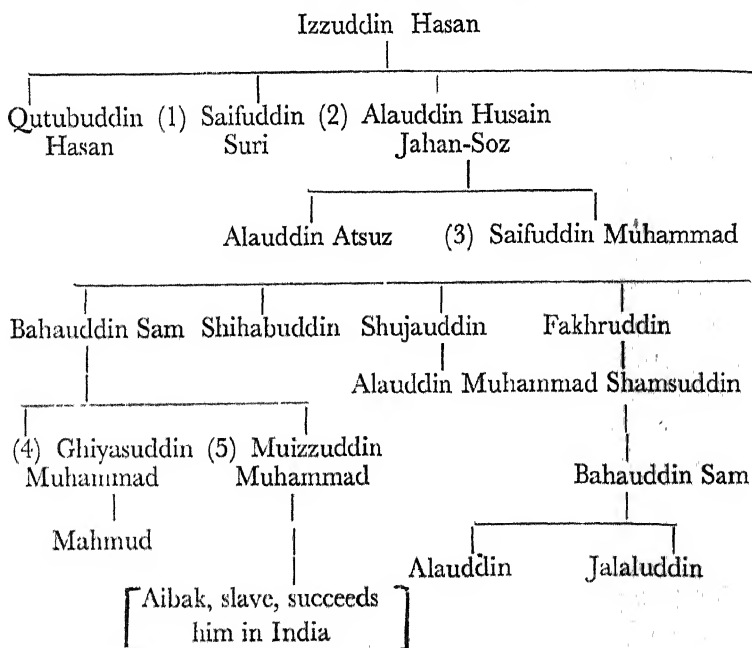 Izzuddin Hasan
Qutubuddin (1) Saifuddin (2) Alauddin Husain
Hasan Suri Jahan-Soz
Alauddin Atsuz (3) Saifuddin Muhammad
Bahauddin Sam Shihabuddin Shujauddin Fakhruddin
Alauddin Muhammad Shamsuddin
(4) Ghiyasuddin (5) Muizzuddin
Muhammad Muhammad Bahauddin Sam
Mahmud
Alauddin Jalaluddin
[Aibak, slave, succeeds
him in India]